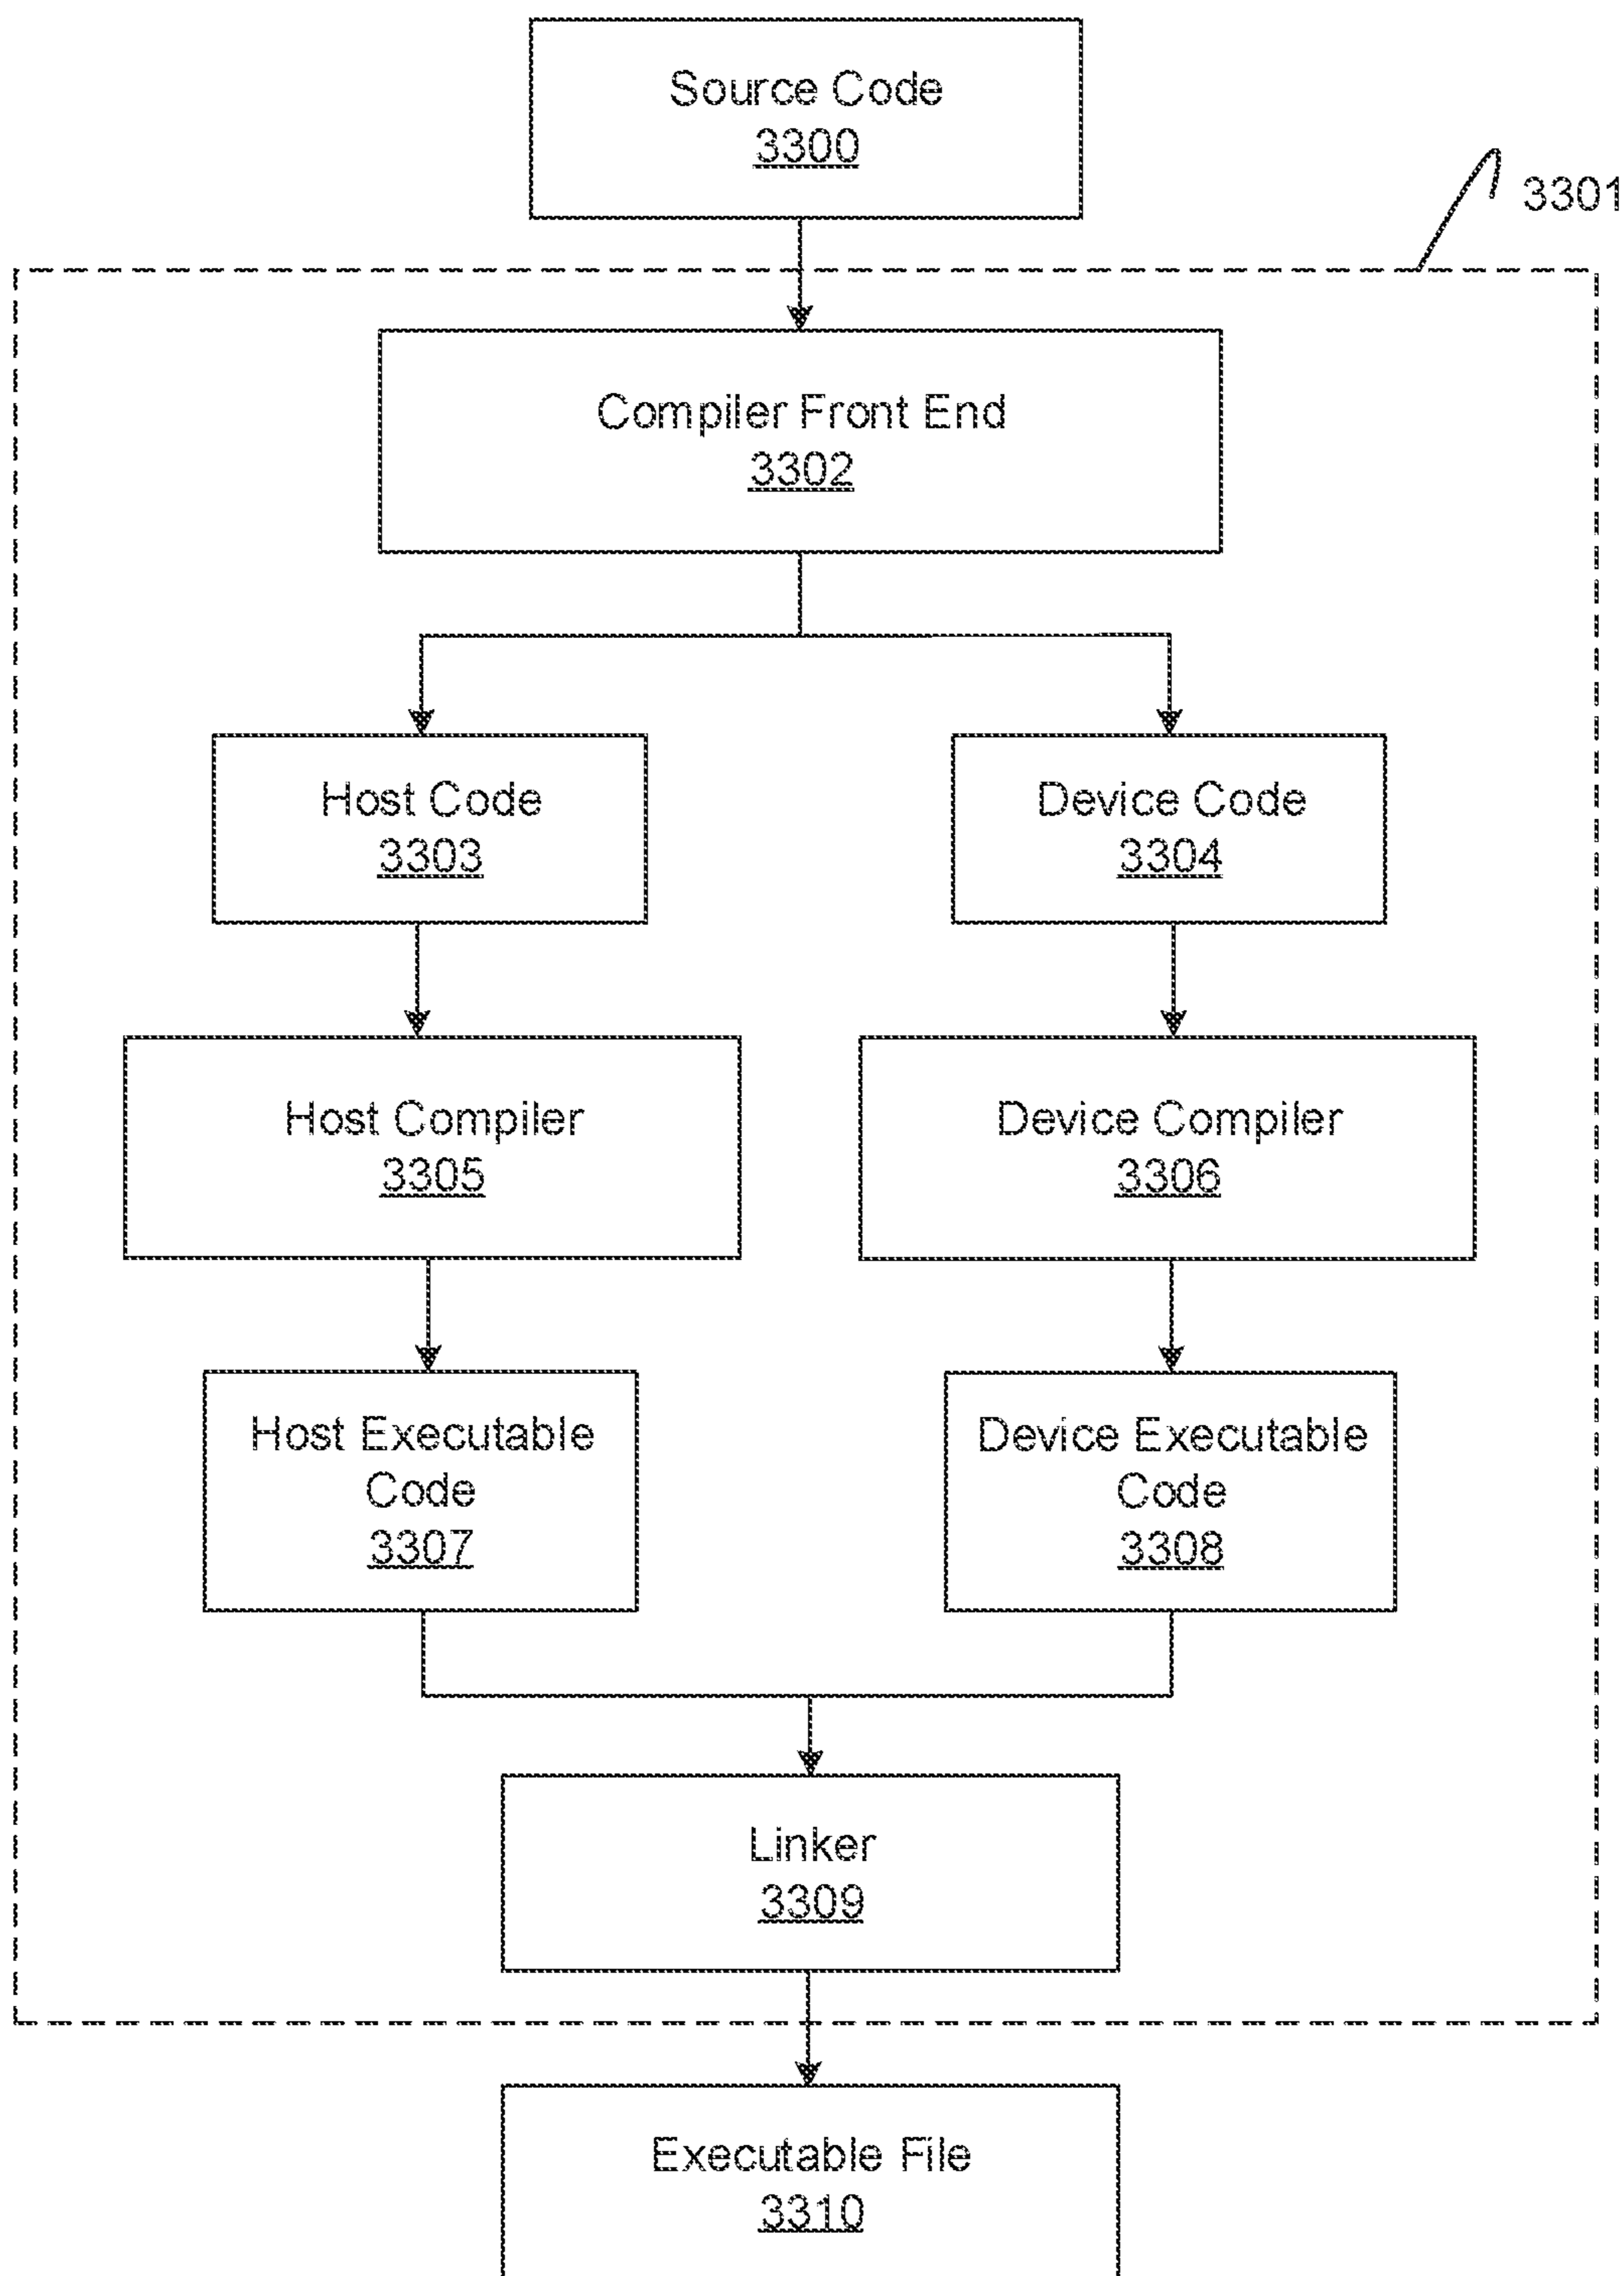 Source Code
3300
3301
Compiler Front End
3302
Host Code
3303
Device Code
3304
Host Compiler
3305
Device Compiler
3306
Host Executable
Code
3307
Device Executable
Code
3308
Linker
3309
Executable File
3310